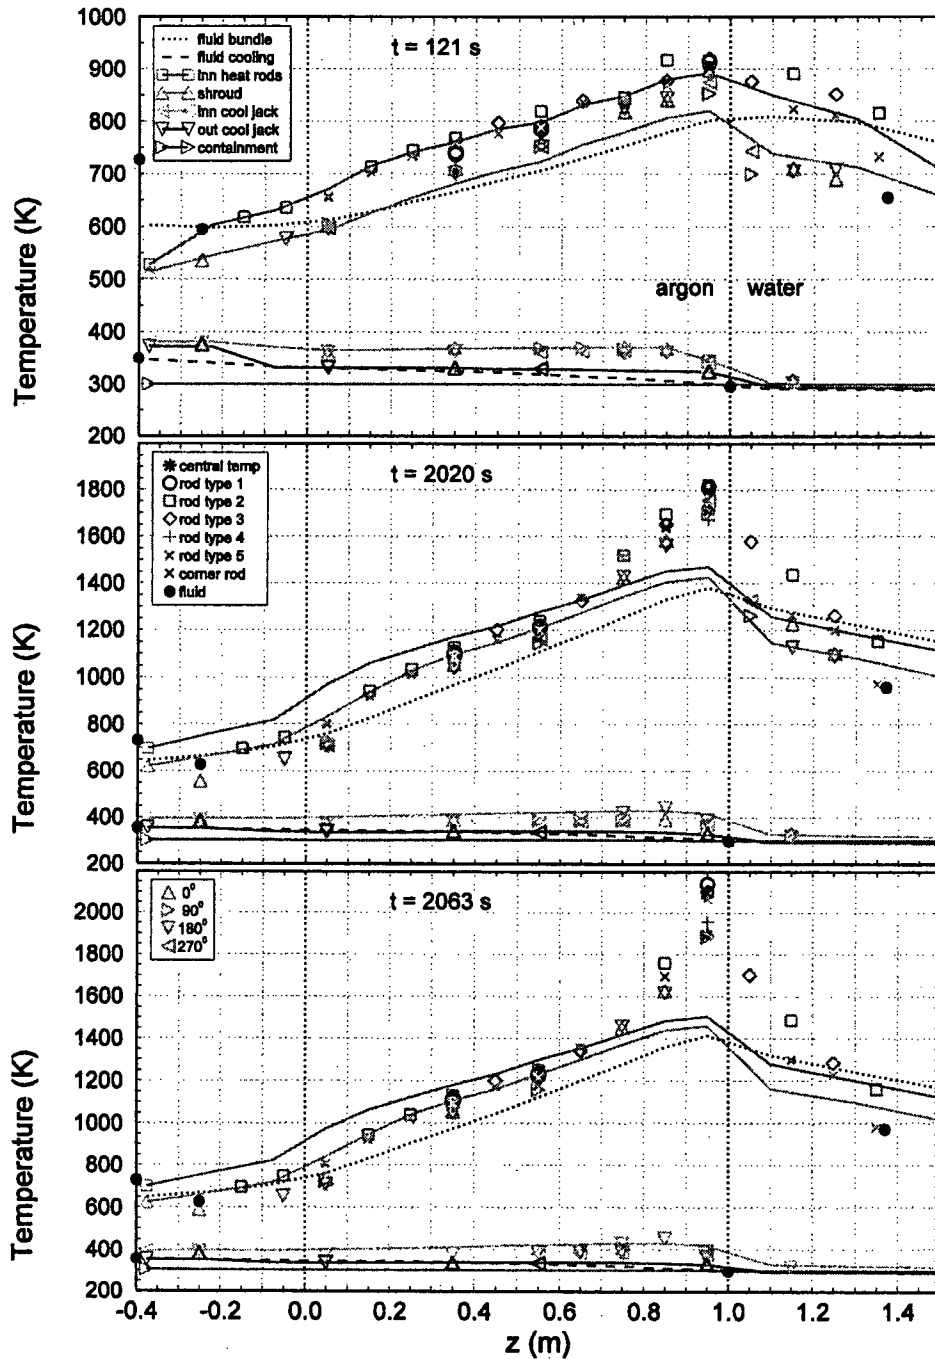 1000
900
800
700
600
500
400
300
200
fluid bundle
fluid cooling
inn heat rods
shroud
inn cool jack
out cool jack
containment
t = 121 s
argon water
Temperature (K)
1800
1600
1400
1200
1000
800
600
400
200
central temp
rod type 1
rod type 2
rod type 3
rod type 4
rod type 5
corner rod
fluid
t = 2020 s
Temperature (K)
2000
1800
1600
1400
1200
1000
800
600
400
200
0°
90°
180°
270°
t = 2063 s
Temperature (K)
-0.4 -0.2 0.0 0.2 0.4 0.6 0.8 1.0 1.2 1.4
z (m)